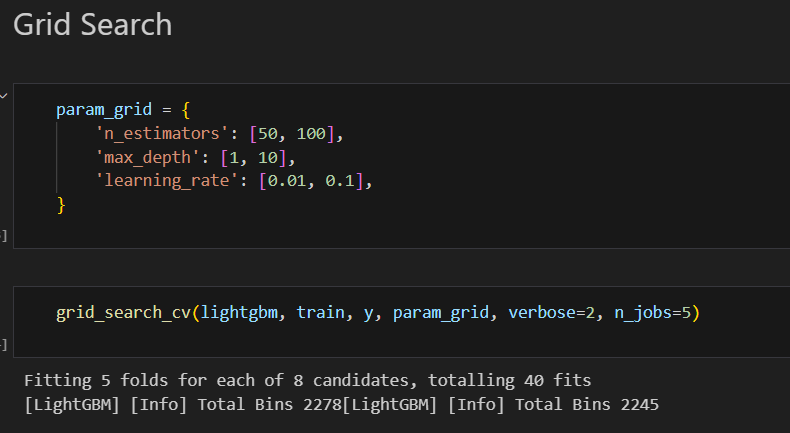 Grid Search
param_grid = {
    'n_estimators': [50, 100],
    'max_depth': [1, 10],
    'learning_rate': [0.01, 0.1],
}
]
grid_search_cv(lightgbm, train, y, param_grid, verbose=2, n_jobs=5)
]
Fitting 5 folds for each of 8 candidates, totalling 40 fits
[LightGBM] [Info] Total Bins 2278[LightGBM] [Info] Total Bins 2245